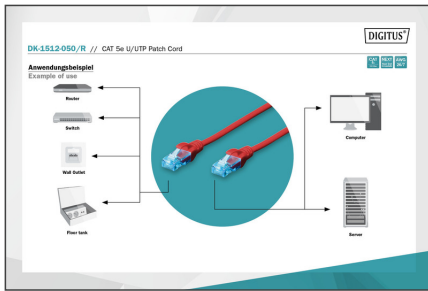 DIGITUS®
DK-1512-050/R // CAT 5e U/UTP Patch Cord
Anwendungsbeispiel
Example of use
Router
Switch
Wall Outlet
Floor tank
Computer
Server